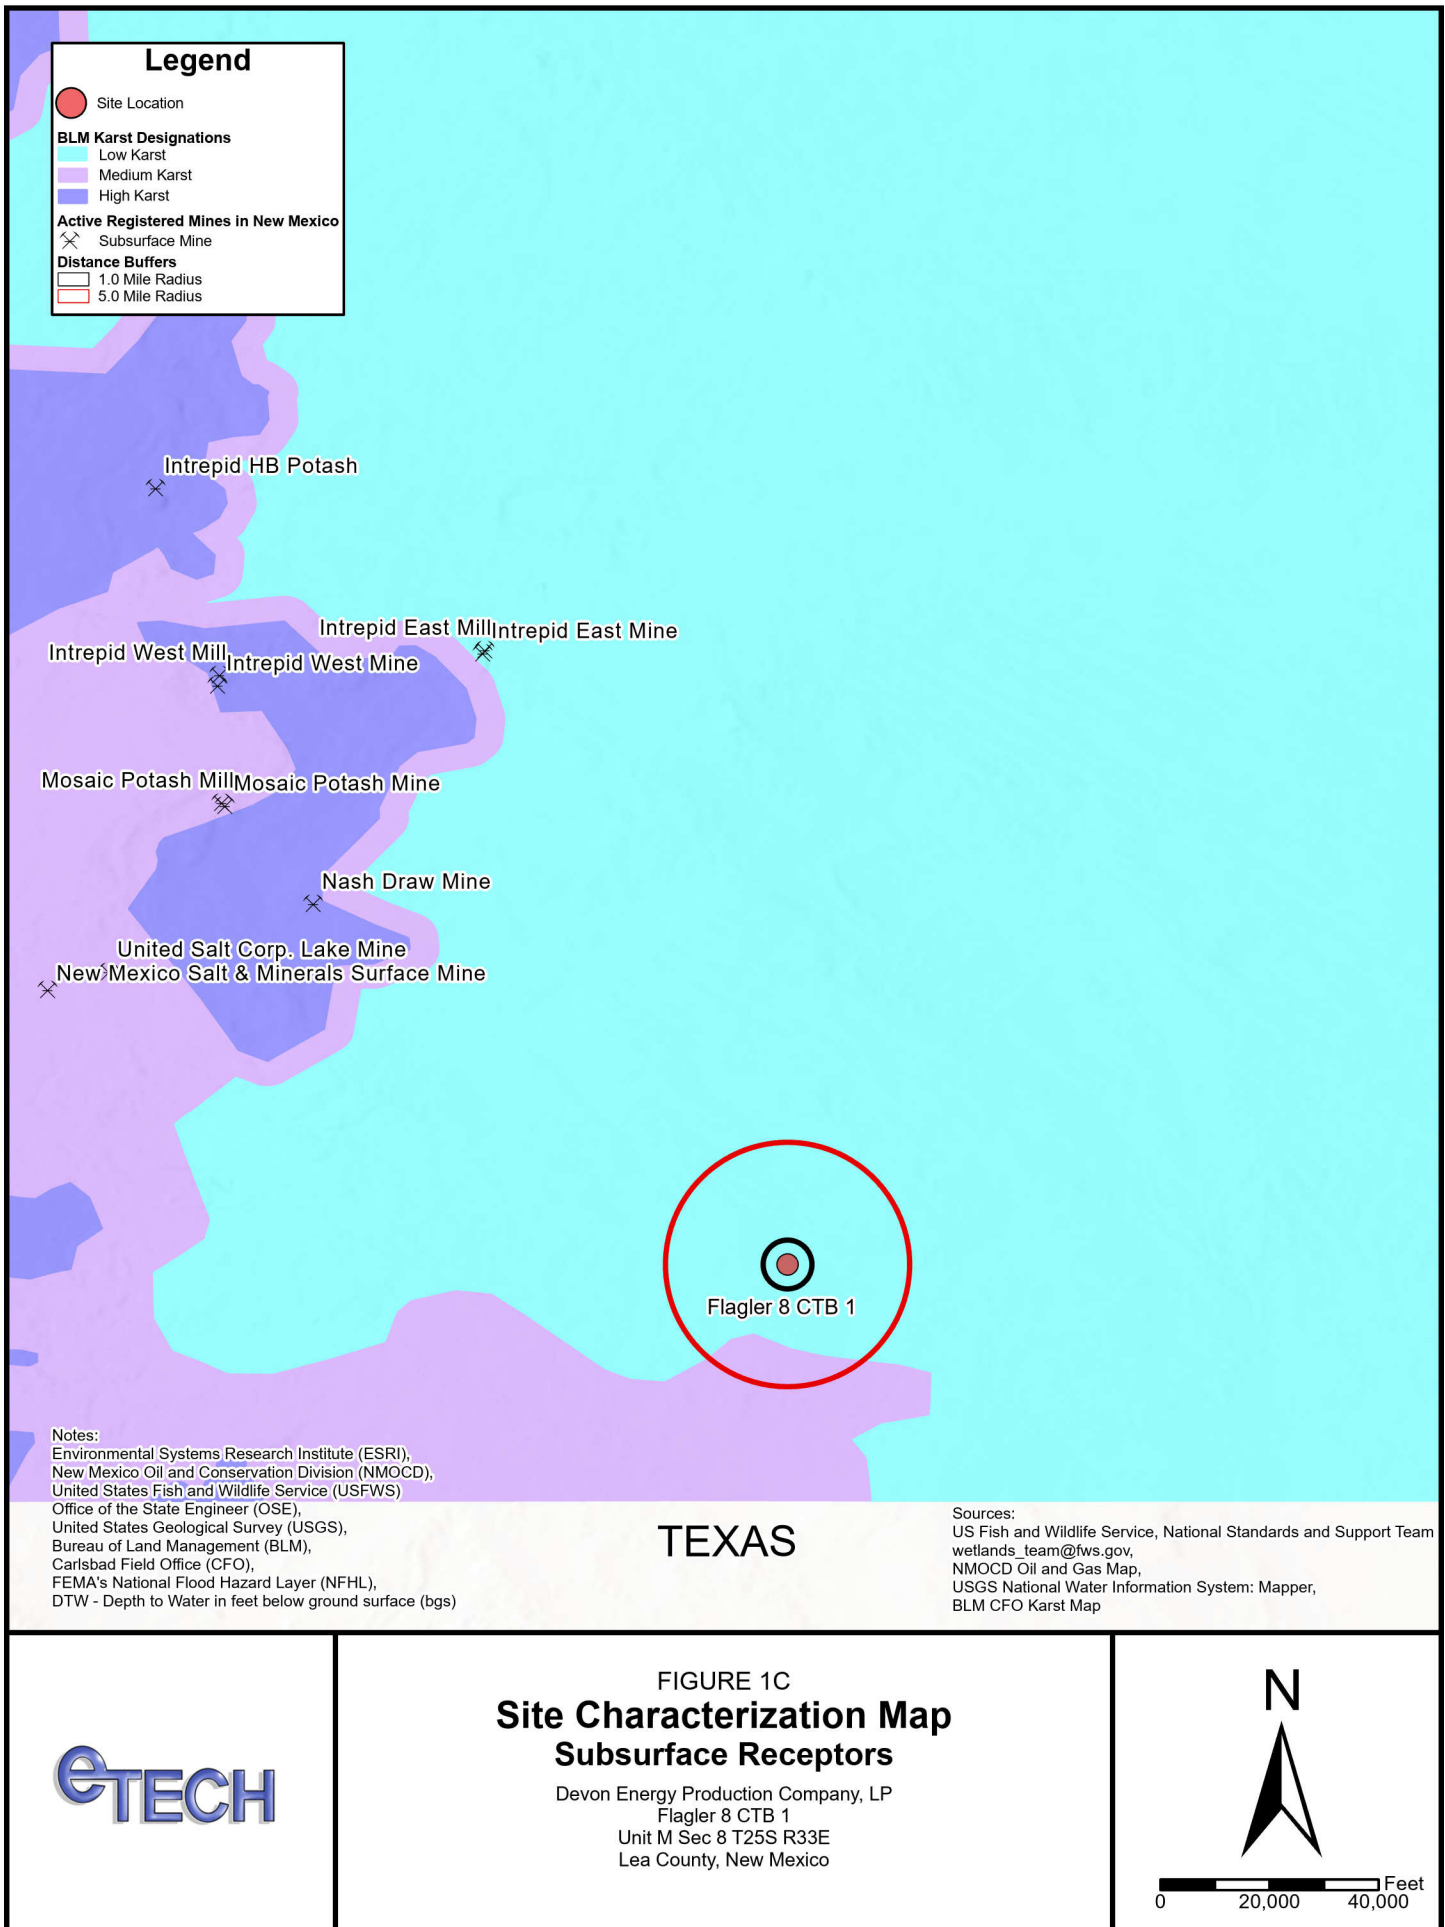 Legend
Site Location
BLM Karst Designations
Low Karst
Medium Karst
High Karst
Active Registered Mines in New Mexico
Subsurface Mine
Distance Buffers
1.0 Mile Radius
5.0 Mile Radius
Intrepid HB Potash
Intrepid East Mill
Intrepid East Mine
Intrepid West Mill
Intrepid West Mine
Mosaic Potash Mill
Mosaic Potash Mine
Nash Draw Mine
United Salt Corp. Lake Mine
New Mexico Salt & Minerals Surface Mine
Flagler 8 CTB 1
Notes:
Environmental Systems Research Institute (ESRI),
New Mexico Oil and Conservation Division (NMOCD),
United States Fish and Wildlife Service (USFWS)
Office of the State Engineer (OSE),
United States Geological Survey (USGS),
Bureau of Land Management (BLM),
Carlsbad Field Office (CFO),
FEMA's National Flood Hazard Layer (NFHL),
DTW - Depth to Water in feet below ground surface (bgs)
TEXAS
Sources:
US Fish and Wildlife Service, National Standards and Support Team
wetlands_team@fws.gov,
NMOCD Oil and Gas Map,
USGS National Water Information System: Mapper,
BLM CFO Karst Map
eTECH
FIGURE 1C
Site Characterization Map
Subsurface Receptors
Devon Energy Production Company, LP
Flagler 8 CTB 1
Unit M Sec 8 T25S R33E
Lea County, New Mexico
N
Feet
0 20,000 40,000